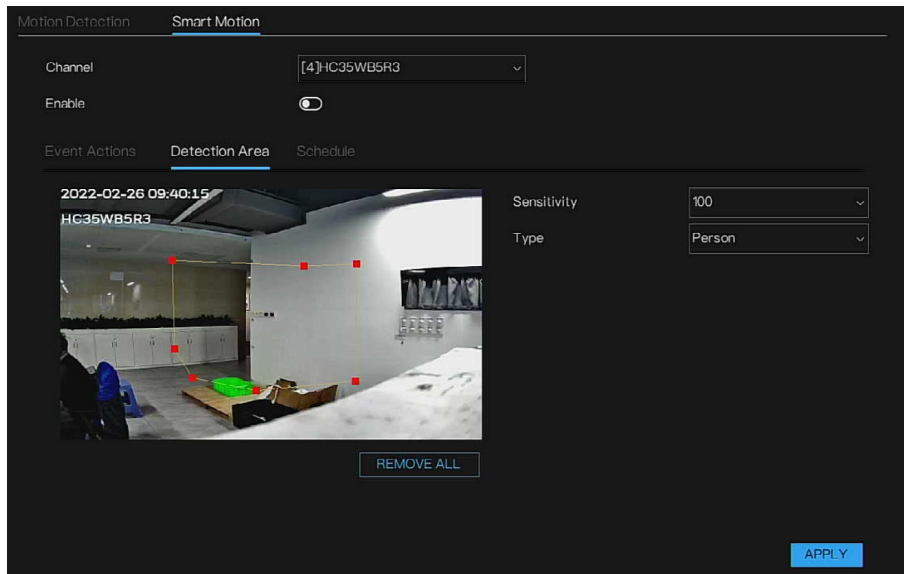 Motion Detection Smart Motion
Channel [4]HC35WB5R3
Enable
Event Actions Detection Area Schedule
2022-02-26 09:40:15
HC35WB5R3
Sensitivity 100
Type Person
REMOVE ALL
APPLY